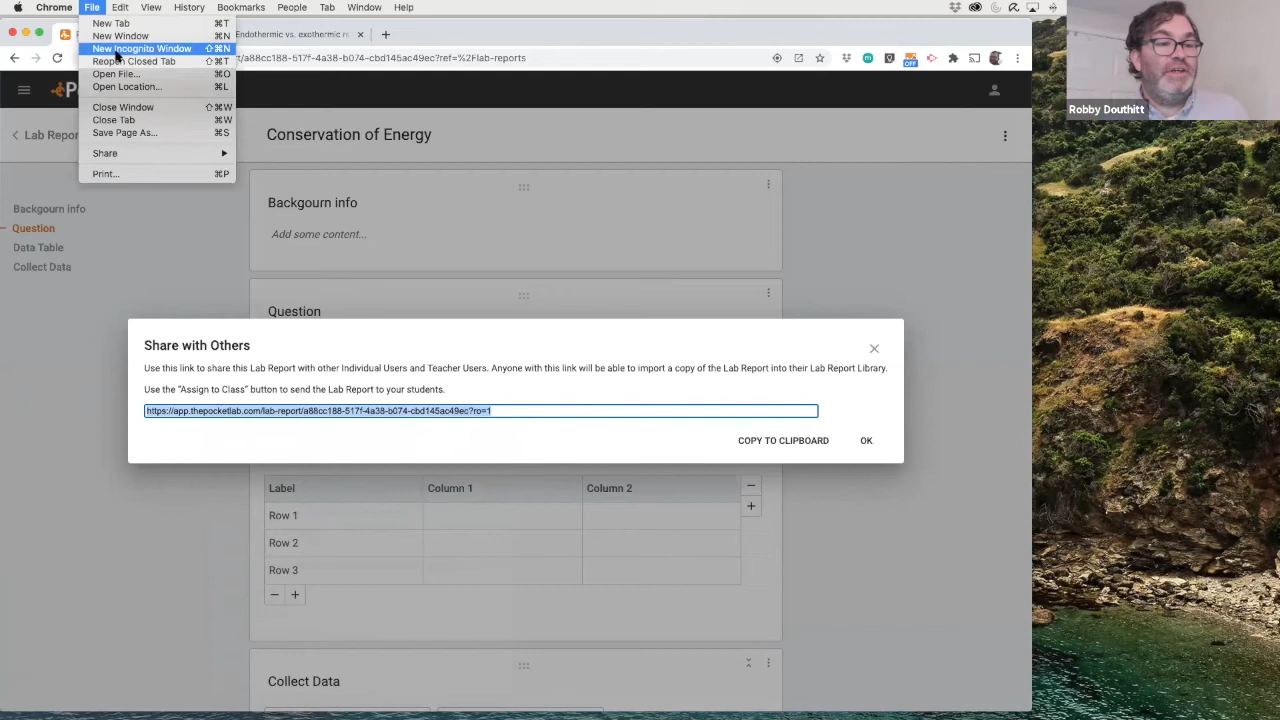 Chrome File Edit View History Bookmarks People Tab Window Help
New Tab ⌘T
New Window ⌘N
New Incognito Window ⇧⌘N
Reopen Closed Tab ⇧⌘T
Open File... ⌘O
Open Location... ⌘L
Close Window ⇧⌘W
Close Tab ⌘W
Save Page As... ⌘S
Share
Print... ⌘P
Endothermic vs. exothermic r
/a88cc188-517f-4a38-b074-cbd145ac49ec?ref=%2Flab-reports
OFF
Robby Douthitt
Lab Repor
Conservation of Energy
Backgourn info
Question
Data Table
Collect Data
Backgourn info
Add some content...
Question
Share with Others
Use this link to share this Lab Report with other Individual Users and Teacher Users. Anyone with this link will be able to import a copy of the Lab Report into their Lab Report Library.
Use the "Assign to Class" button to send the Lab Report to your students.
https://app.thepocketlab.com/lab-report/a88cc188-517f-4a38-b074-cbd145ac49ec?ro=1
COPY TO CLIPBOARD OK
Label Column 1 Column 2
Row 1
Row 2
Row 3
Collect Data